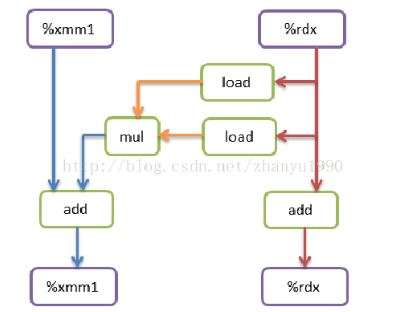 %xmm1 %rdx
load
mul load
http://blog.csdn.net/zhanyu1990
add add
%xmm1 %rdx